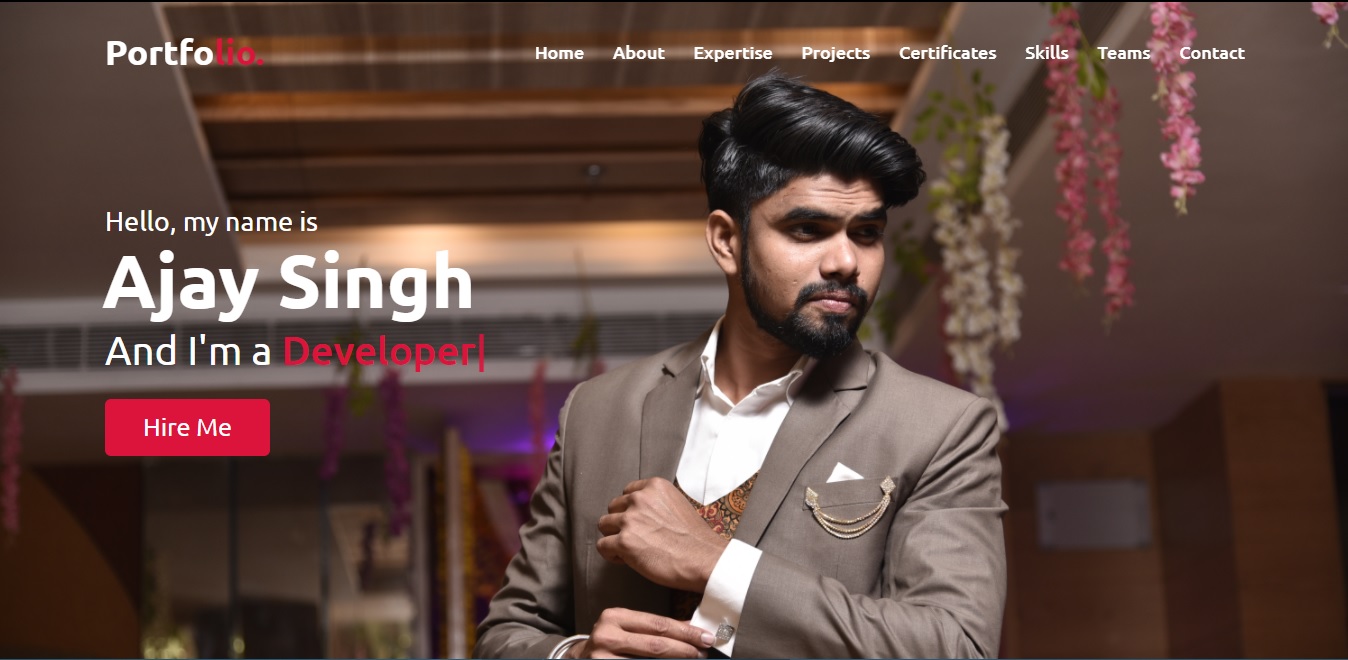 Portfolio.
Home About Expertise Projects Certificates Skills Teams Contact
Hello, my name is
Ajay Singh
And I'm a Developer|
Hire Me